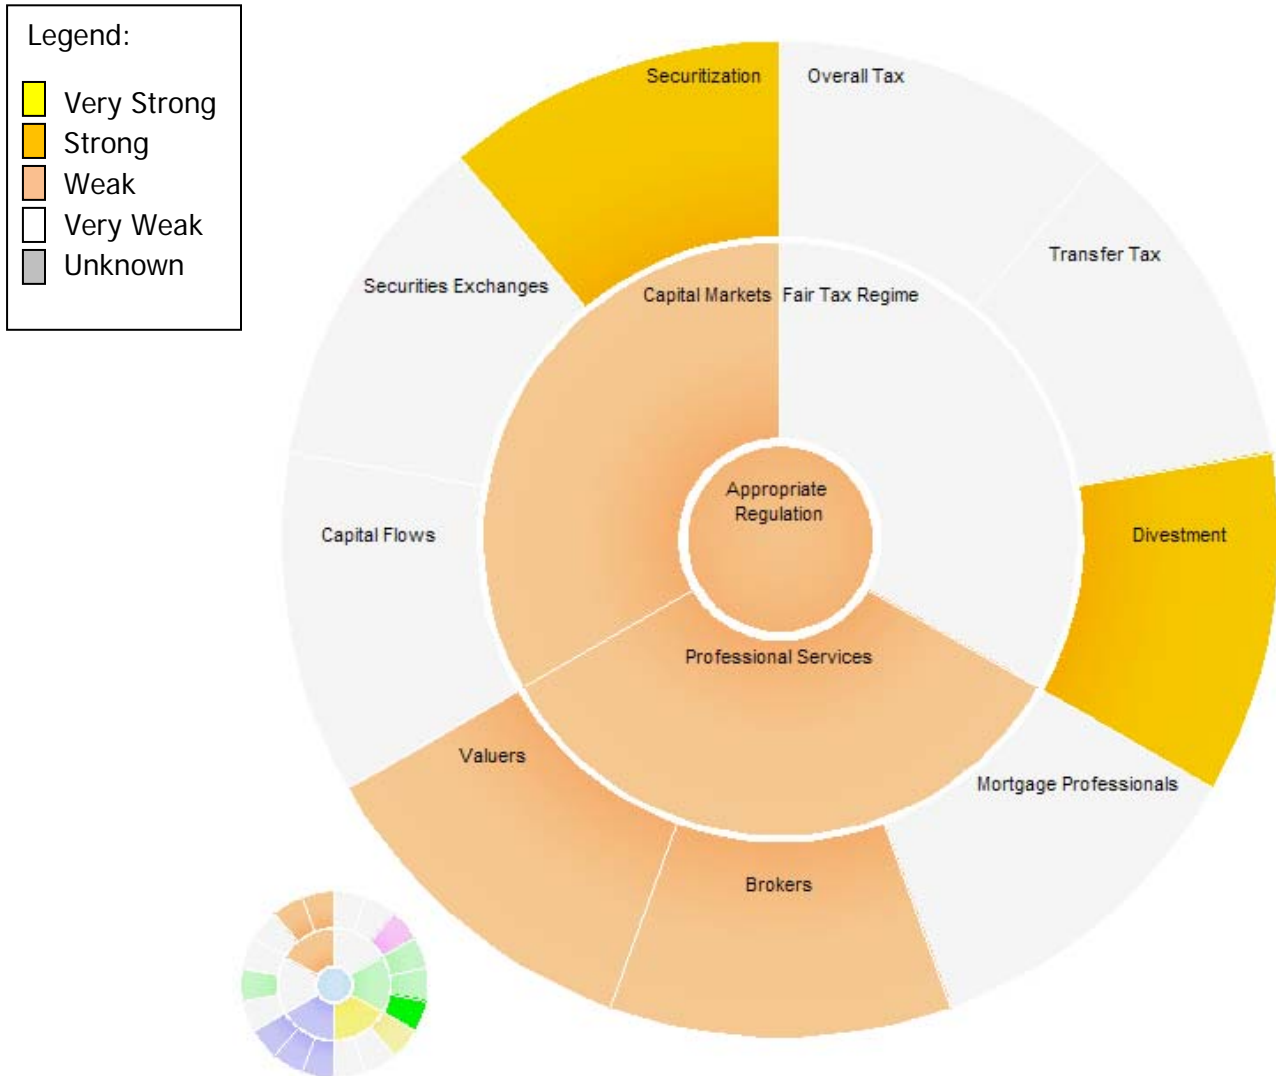 Legend:
Very Strong
Strong
Weak
Very Weak
Unknown
Securitization
Overall Tax
Transfer Tax
Securities Exchanges
Capital Markets
Fair Tax Regime
Appropriate
Regulation
Capital Flows
Divestment
Professional Services
Valuers
Mortgage Professionals
Brokers